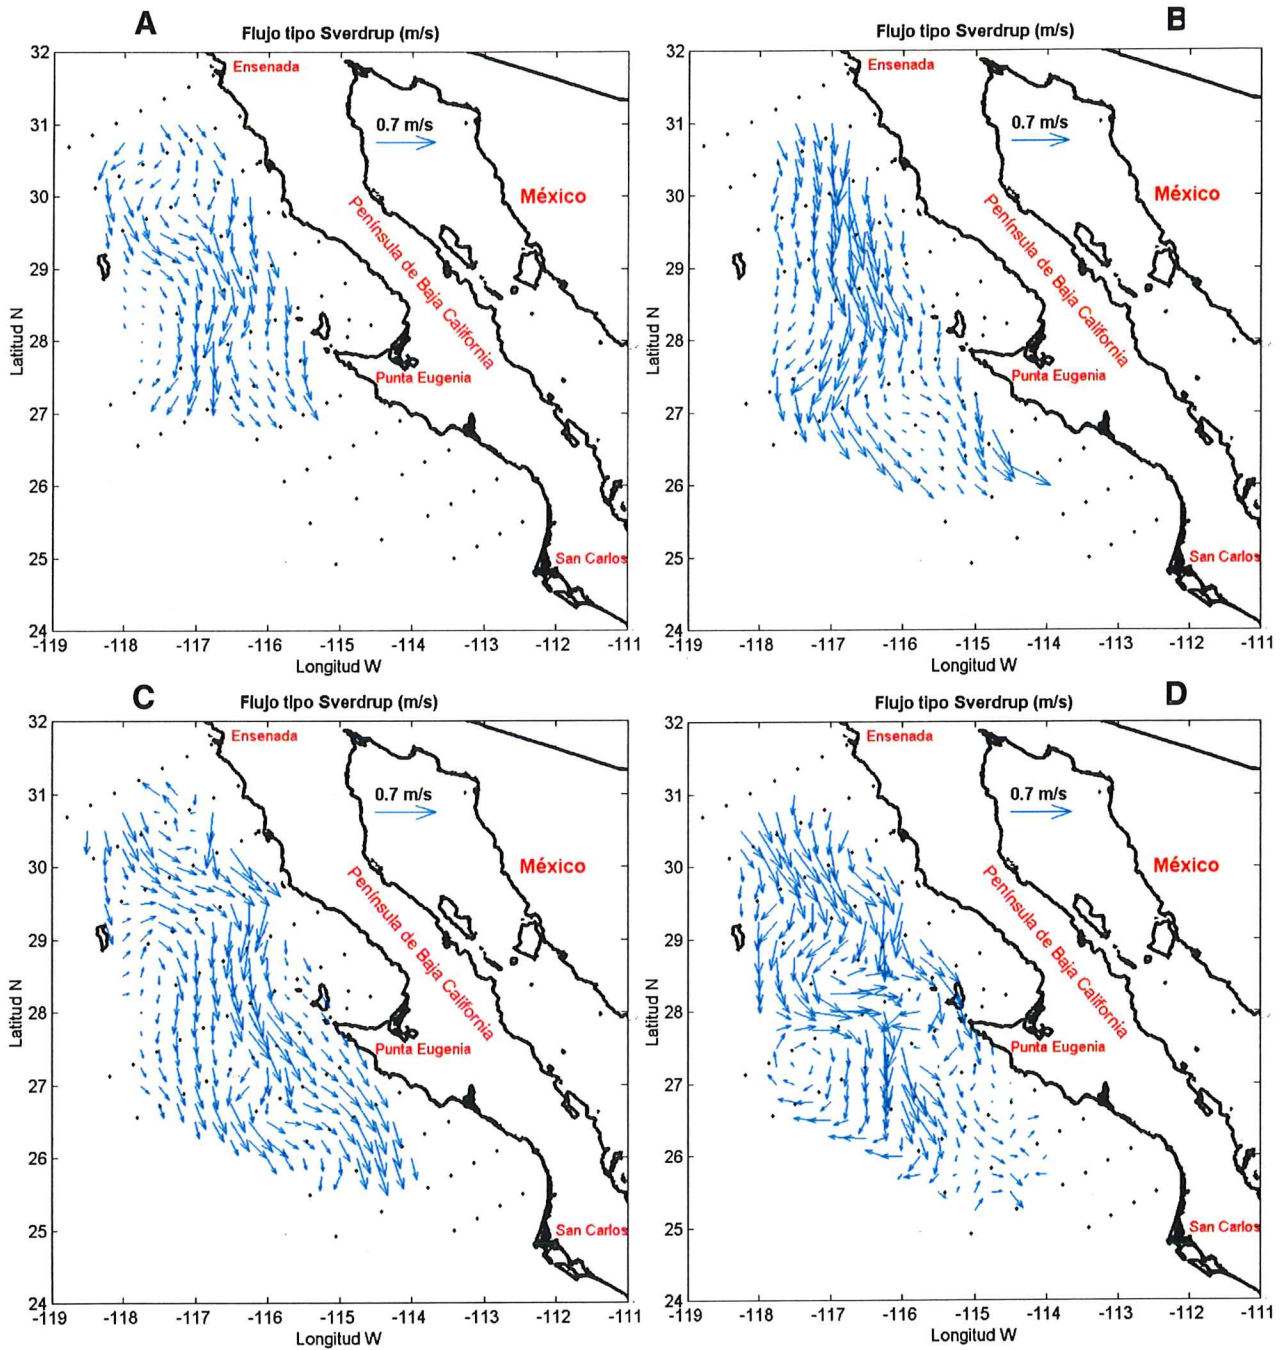 A
Flujo tipo Sverdrup (m/s)
32
31
30
29
28
27
26
25
24
Latitud N
Ensenada
0.7 m/s
México
Península de Baja California
Punta Eugenia
San Carlos
-119
-118
-117
-116
-115
-114
-113
-112
-111
Longitud W
B
Flujo tipo Sverdrup (m/s)
32
31
30
29
28
27
26
25
24
Latitud N
Ensenada
0.7 m/s
México
Península de Baja California
Punta Eugenia
San Carlos
-119
-118
-117
-116
-115
-114
-113
-112
-111
Longitud W
C
Flujo tipo Sverdrup (m/s)
32
31
30
29
28
27
26
25
24
Latitud N
Ensenada
0.7 m/s
México
Península de Baja California
Punta Eugenia
San Carlos
-119
-118
-117
-116
-115
-114
-113
-112
-111
Longitud W
D
Flujo tipo Sverdrup (m/s)
32
31
30
29
28
27
26
25
24
Latitud N
Ensenada
0.7 m/s
México
Península de Baja California
Punta Eugenia
San Carlos
-119
-118
-117
-116
-115
-114
-113
-112
-111
Longitud W